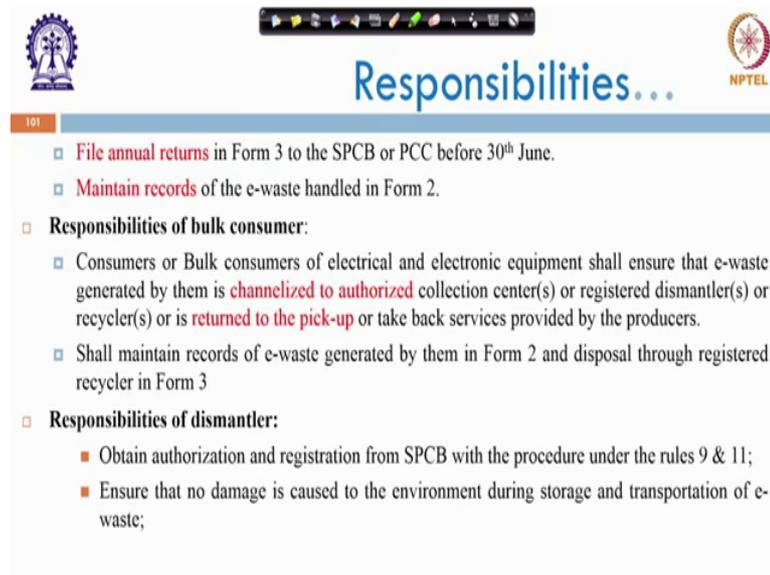 Responsibilities...
NPTEL
101
File annual returns in Form 3 to the SPCB or PCC before 30th June.
Maintain records of the e-waste handled in Form 2.
Responsibilities of bulk consumer:
Consumers or Bulk consumers of electrical and electronic equipment shall ensure that e-waste
generated by them is channelized to authorized collection center(s) or registered dismantler(s) or
recycler(s) or is returned to the pick-up or take back services provided by the producers.
Shall maintain records of e-waste generated by them in Form 2 and disposal through registered
recycler in Form 3
Responsibilities of dismantler:
Obtain authorization and registration from SPCB with the procedure under the rules 9 & 11;
Ensure that no damage is caused to the environment during storage and transportation of e-
waste;